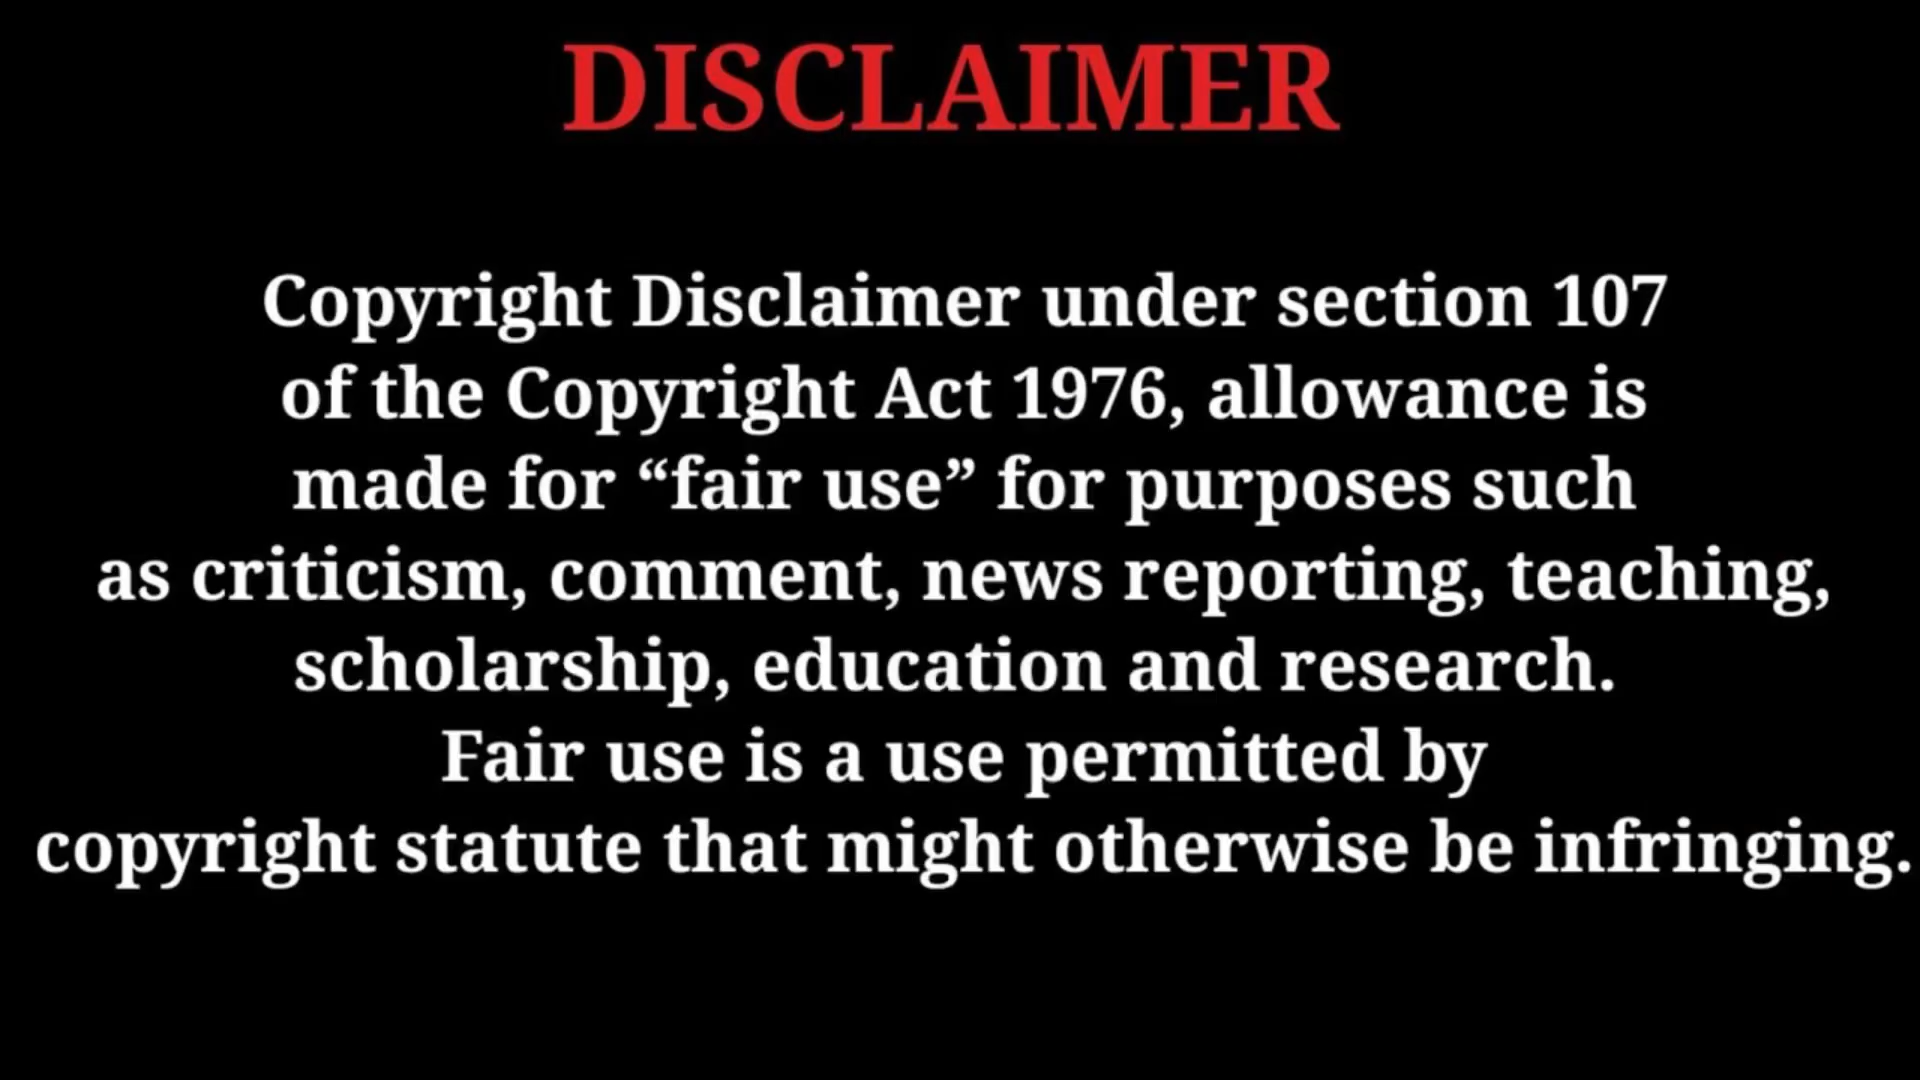 DISCLAIMER
Copyright Disclaimer under section 107
of the Copyright Act 1976, allowance is
made for “fair use” for purposes such
as criticism, comment, news reporting, teaching,
scholarship, education and research.
Fair use is a use permitted by
copyright statute that might otherwise be infringing.